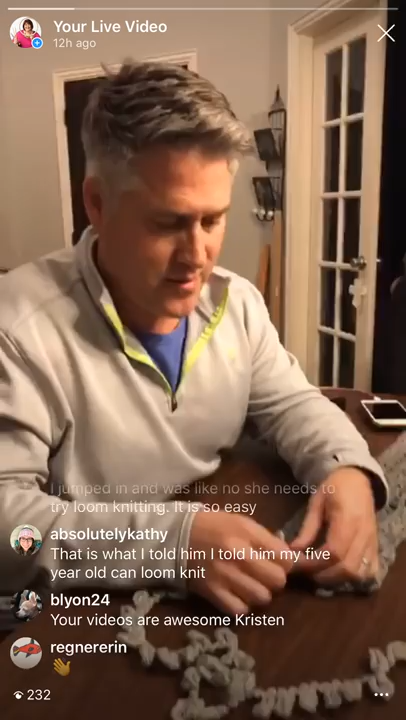 Your Live Video
12h ago
I jumped in and was like no she needs to
try loom knitting. It is so easy
absolutelykathy
That is what I told him I told him my five
year old can loom knit
blyon24
Your videos are awesome Kristen
regnererin
👋
232